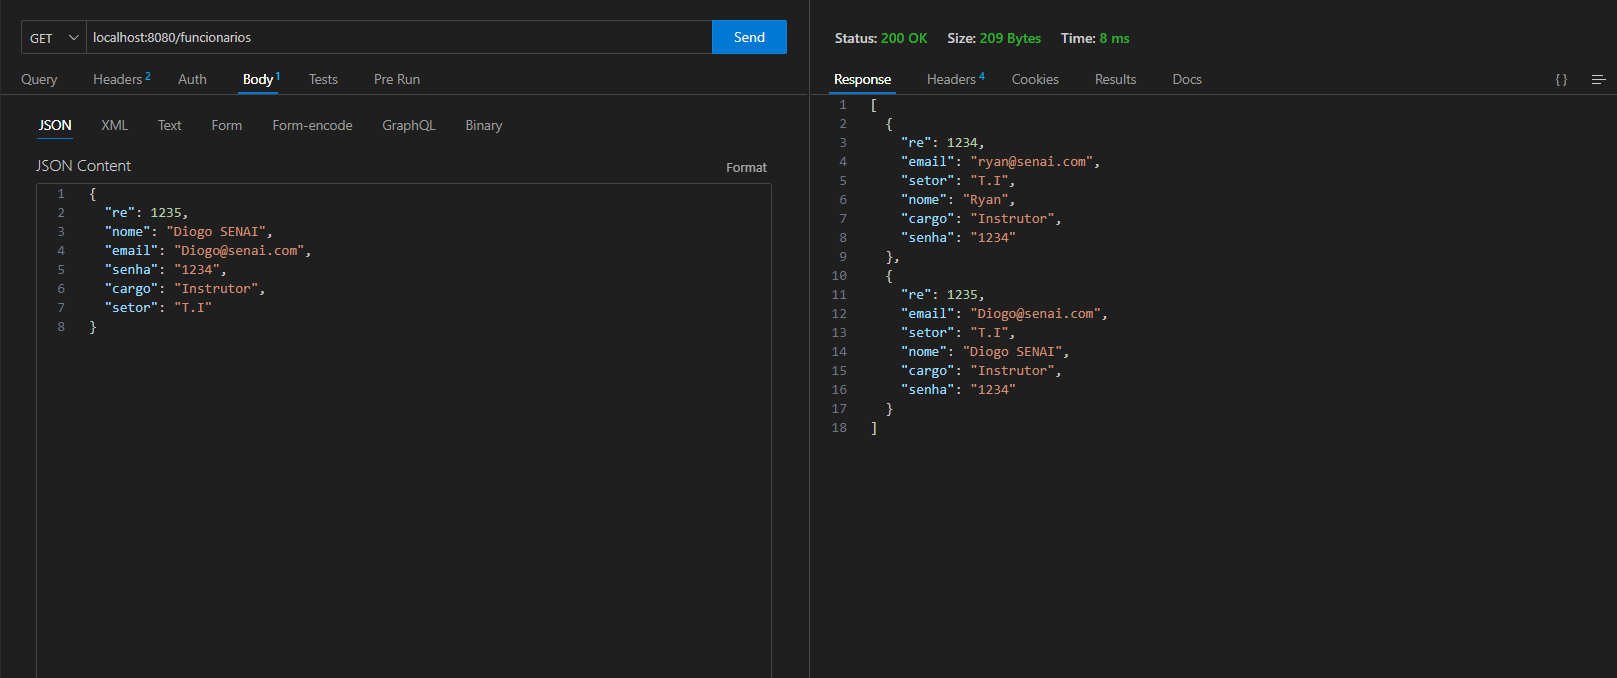 GET localhost:8080/funcionarios Send
Query Headers 2 Auth Body 1 Tests Pre Run
JSON XML Text Form Form-encode GraphQL Binary
JSON Content Format
1 {
2 "re": 1235,
3 "nome": "Diogo SENAI",
4 "email": "Diogo@senai.com",
5 "senha": "1234",
6 "cargo": "Instrutor",
7 "setor": "T.I"
8 }
Status: 200 OK Size: 209 Bytes Time: 8 ms
Response Headers 4 Cookies Results Docs { }
1 [
2 {
3 "re": 1234,
4 "email": "ryan@senai.com",
5 "setor": "T.I",
6 "nome": "Ryan",
7 "cargo": "Instrutor",
8 "senha": "1234"
9 },
10 {
11 "re": 1235,
12 "email": "Diogo@senai.com",
13 "setor": "T.I",
14 "nome": "Diogo SENAI",
15 "cargo": "Instrutor",
16 "senha": "1234"
17 }
18 ]